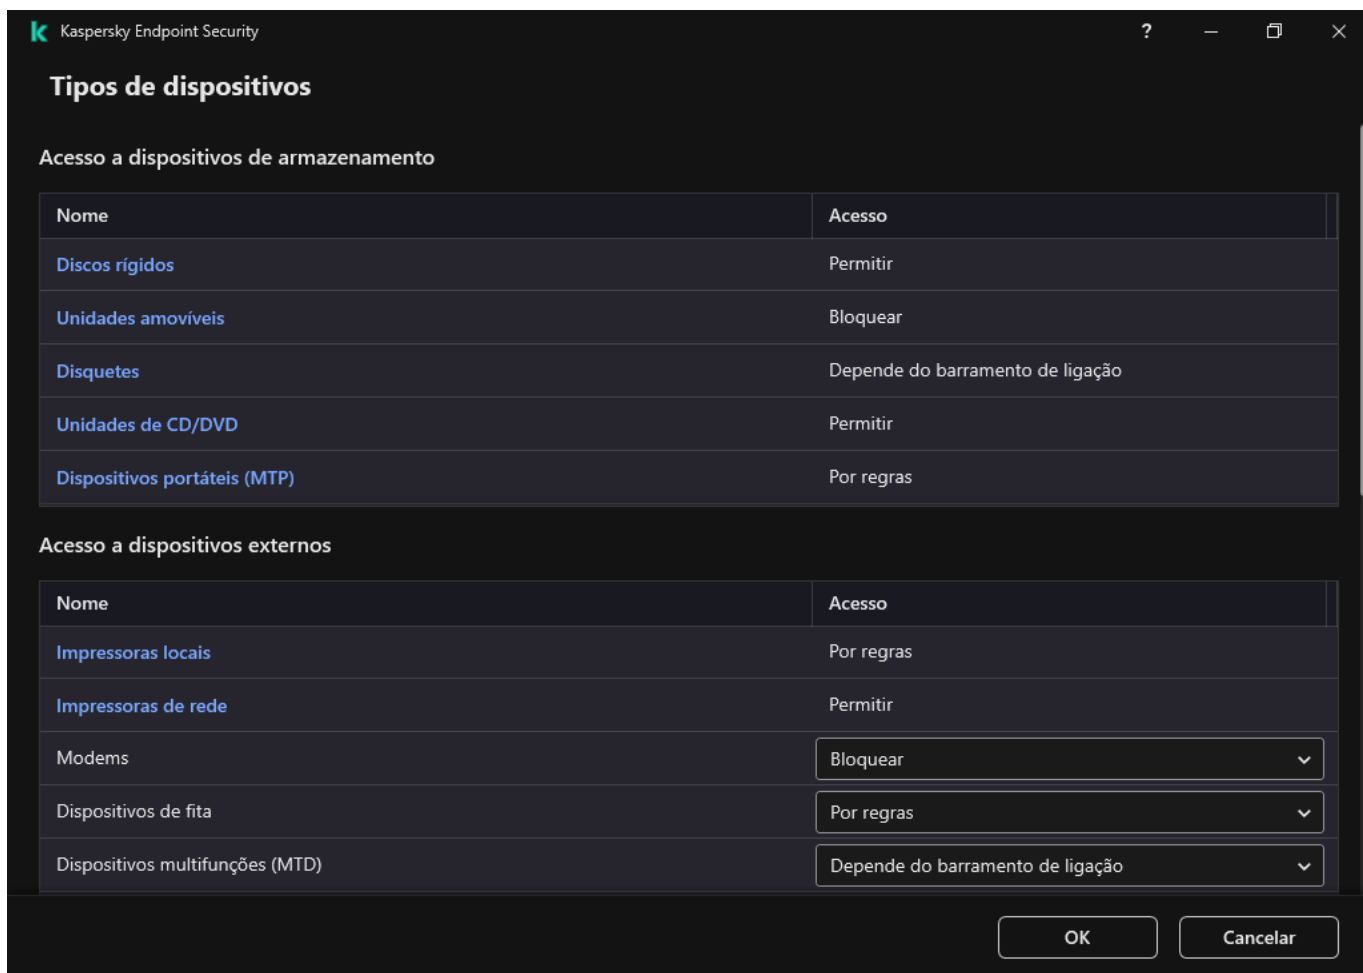 Kaspersky Endpoint Security
?
Tipos de dispositivos
Acesso a dispositivos de armazenamento
Nome Acesso
Discos rígidos Permitir
Unidades amovíveis Bloquear
Disquetes Depende do barramento de ligação
Unidades de CD/DVD Permitir
Dispositivos portáteis (MTP) Por regras
Acesso a dispositivos externos
Nome Acesso
Impressoras locais Por regras
Impressoras de rede Permitir
Modems Bloquear
Dispositivos de fita Por regras
Dispositivos multifunções (MTD) Depende do barramento de ligação
OK Cancelar